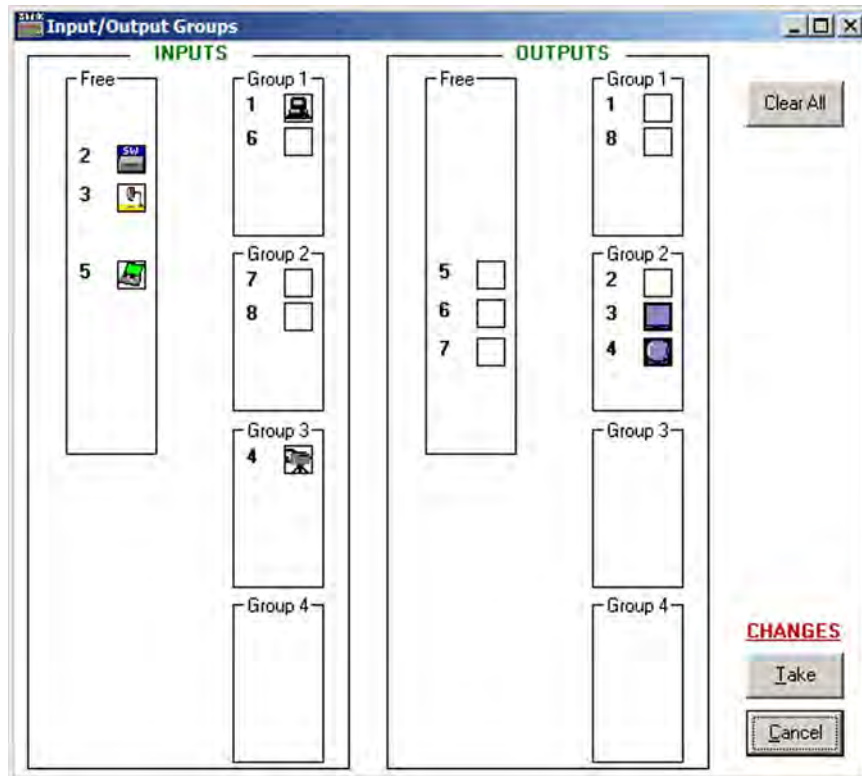 Input/Output Groups
INPUTS
Free
2
SW
3
5
Group 1
1
6
Group 2
7
8
Group 3
4
Group 4
OUTPUTS
Free
5
6
7
Group 1
1
8
Group 2
2
3
4
Group 3
Group 4
Clear All
CHANGES
Take
Cancel